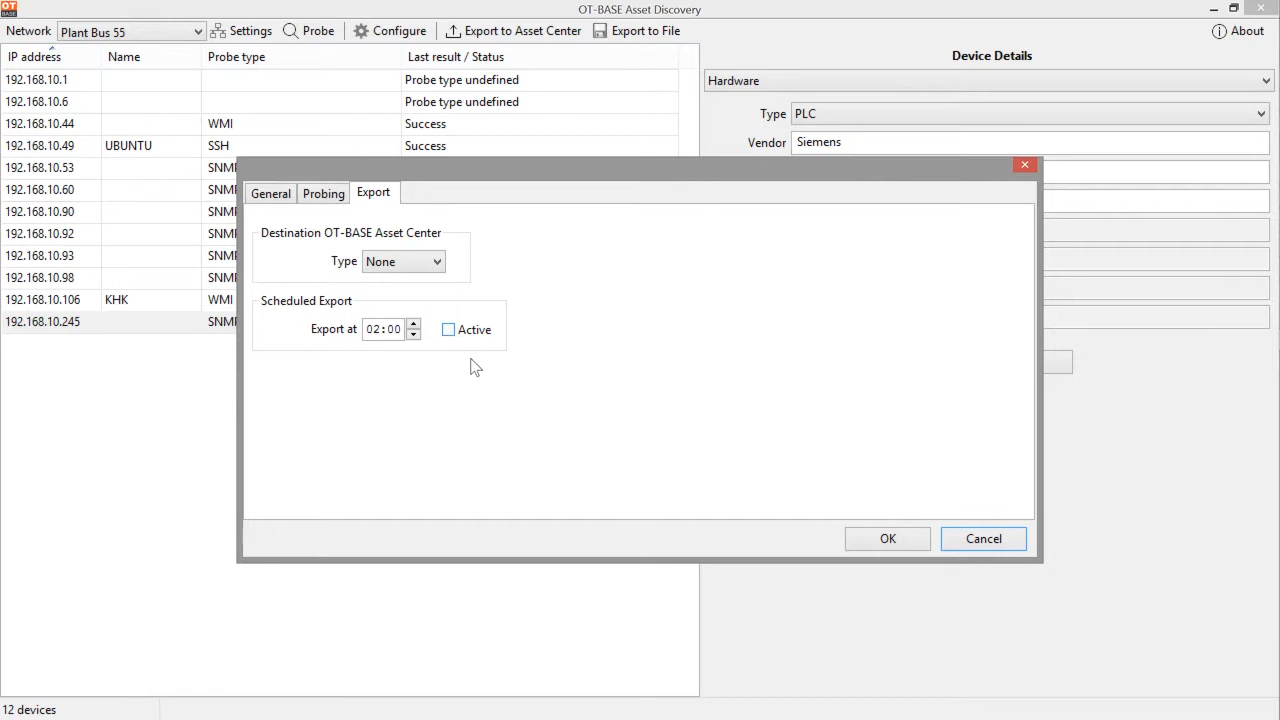 OT BASE
OT-BASE Asset Discovery
Network Plant Bus 55 Settings Probe Configure Export to Asset Center Export to File About
IP address Name Probe type Last result / Status
192.168.10.1 Probe type undefined
192.168.10.6 Probe type undefined
192.168.10.44 WMI Success
192.168.10.49 UBUNTU SSH Success
192.168.10.53 SNMP
192.168.10.60 SNMP
192.168.10.90 SNMP
192.168.10.92 SNMP
192.168.10.93 SNMP
192.168.10.98 SNMP
192.168.10.106 KHK WMI
192.168.10.245 SNMP
Device Details
Hardware
Type PLC
Vendor Siemens
General Probing Export
Destination OT-BASE Asset Center
Type None
Scheduled Export
Export at 02:00 Active
OK Cancel
12 devices